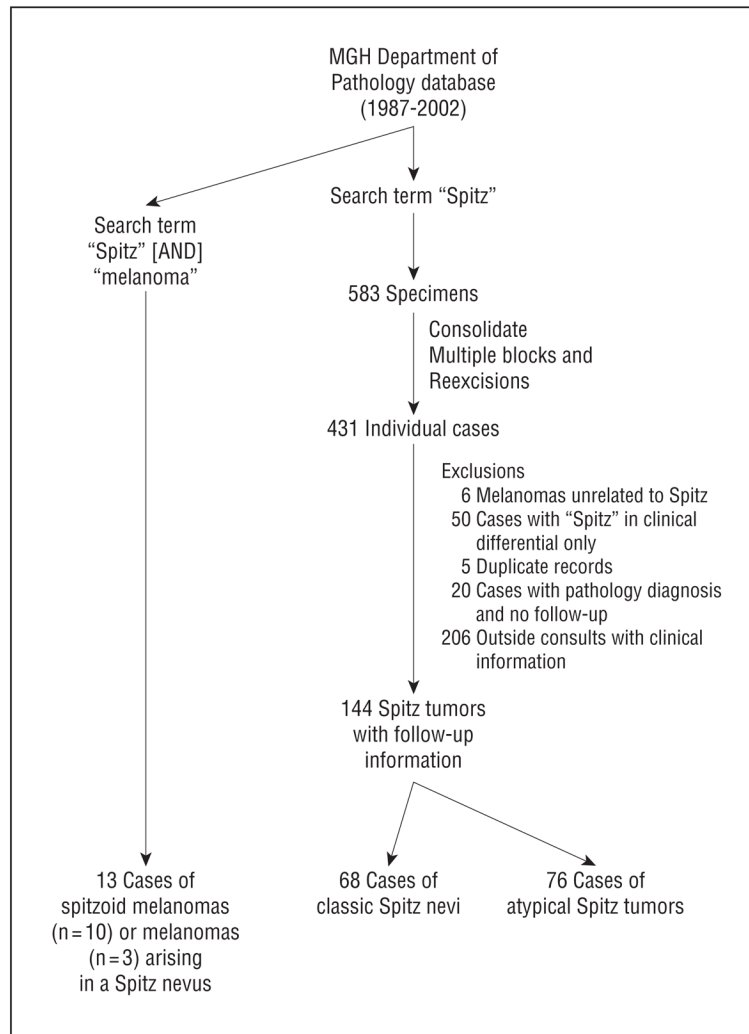 MGH Department of
Pathology database
(1987-2002)
Search term
“Spitz” [AND]
“melanoma”
Search term “Spitz”
583 Specimens
Consolidate
Multiple blocks and
Reexcisions
431 Individual cases
Exclusions
6 Melanomas unrelated to Spitz
50 Cases with “Spitz” in clinical
differential only
5 Duplicate records
20 Cases with pathology diagnosis
and no follow-up
206 Outside consults with clinical
information
144 Spitz tumors
with follow-up
information
13 Cases of
spitzoid melanomas
(n=10) or melanomas
(n=3) arising
in a Spitz nevus
68 Cases of
classic Spitz nevi
76 Cases of
atypical Spitz tumors